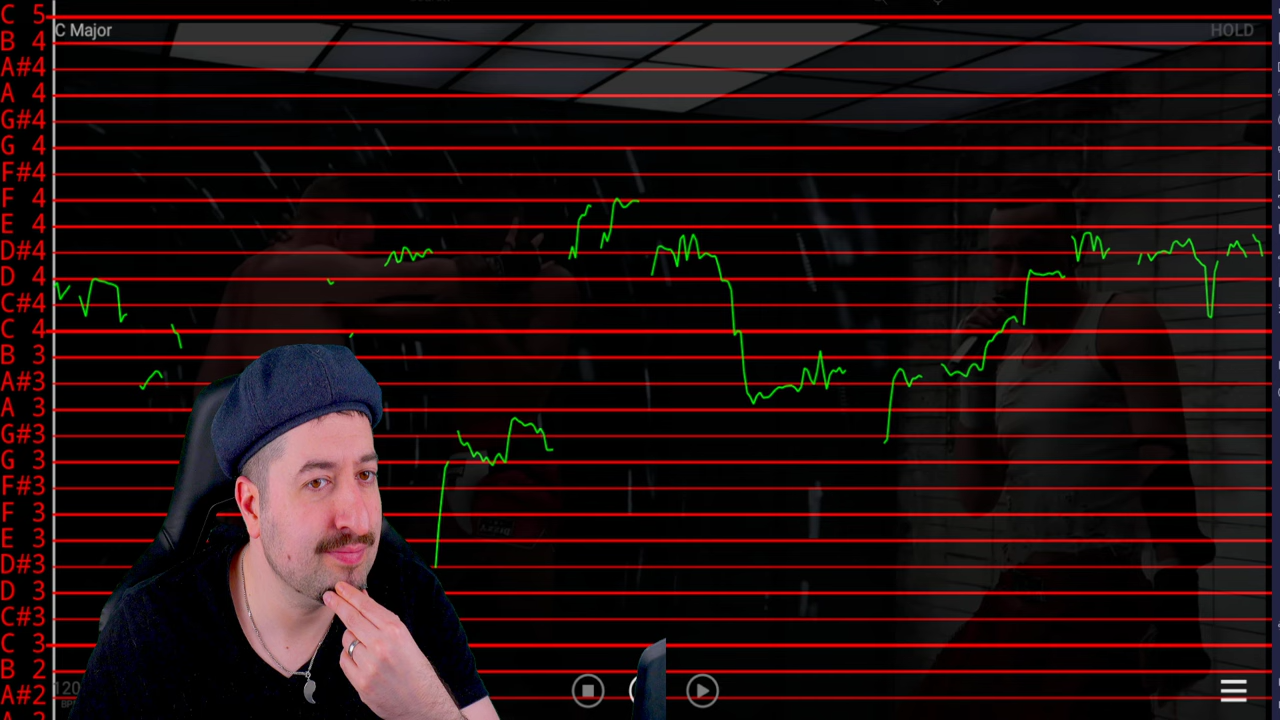 C 5
C Major
HOLD
B 4
A#4
A 4
G#4
G 4
F#4
F 4
E 4
D#4
D 4
C#4
C 4
B 3
A#3
A 3
G#3
G 3
F#3
F 3
E 3
D#3
D 3
C#3
C 3
B 2
120
A#2